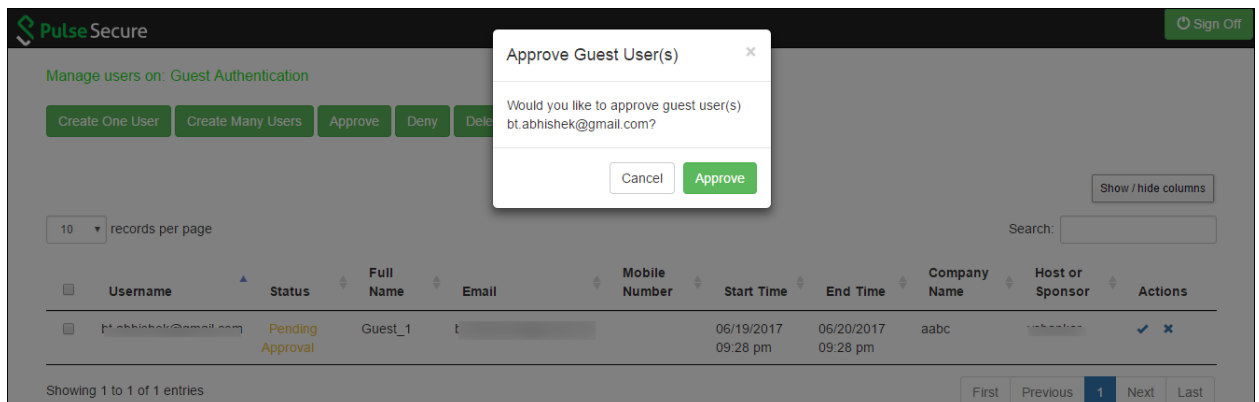 Pulse Secure
Sign Off
Approve Guest User(s)
×
Manage users on: Guest Authentication
Would you like to approve guest user(s)
bt.abhishek@gmail.com?
Create One User Create Many Users Approve Deny
Cancel Approve
Show / hide columns
10 records per page
Search:
Username Status Full Name Email Mobile Number Start Time End Time Company Name Host or Sponsor Actions
Pending Approval Guest_1 06/19/2017 09:28 pm 06/20/2017 09:28 pm aabc
Showing 1 to 1 of 1 entries
First Previous 1 Next Last